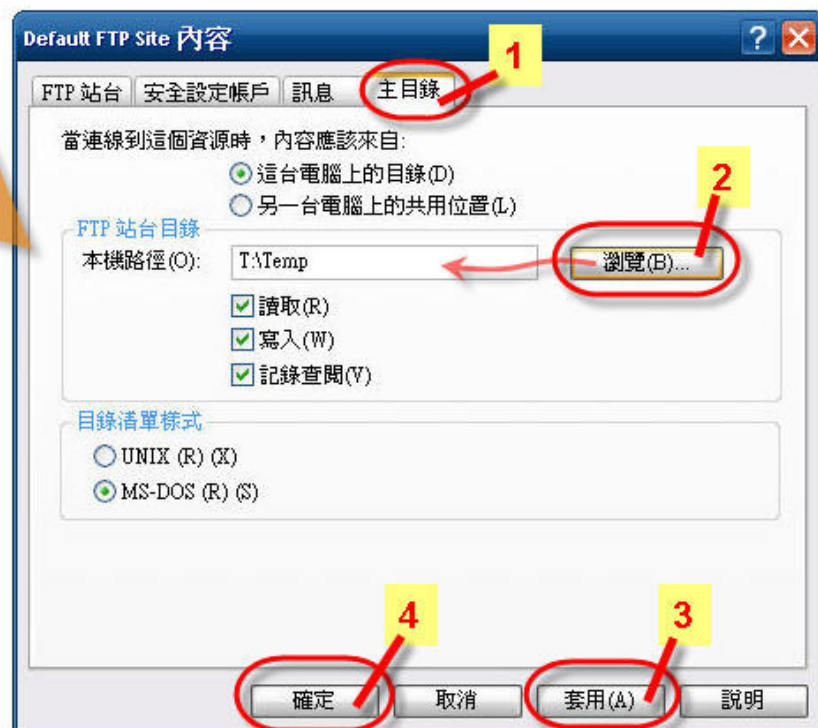 Default FTP Site 內容
1
FTP 站台 安全設定帳戶 訊息 主目錄
當連線到這個資源時，內容應該來自:
這台電腦上的目錄(D)
另一台電腦上的共用位置(L)
2
FTP 站台目錄
本機路徑(O): T:\Temp 瀏覽(B)...
讀取(R)
寫入(W)
記錄查閱(V)
目錄清單樣式
UNIX (R) (X)
MS-DOS (R) (S)
4 3
確定 取消 套用(A) 說明